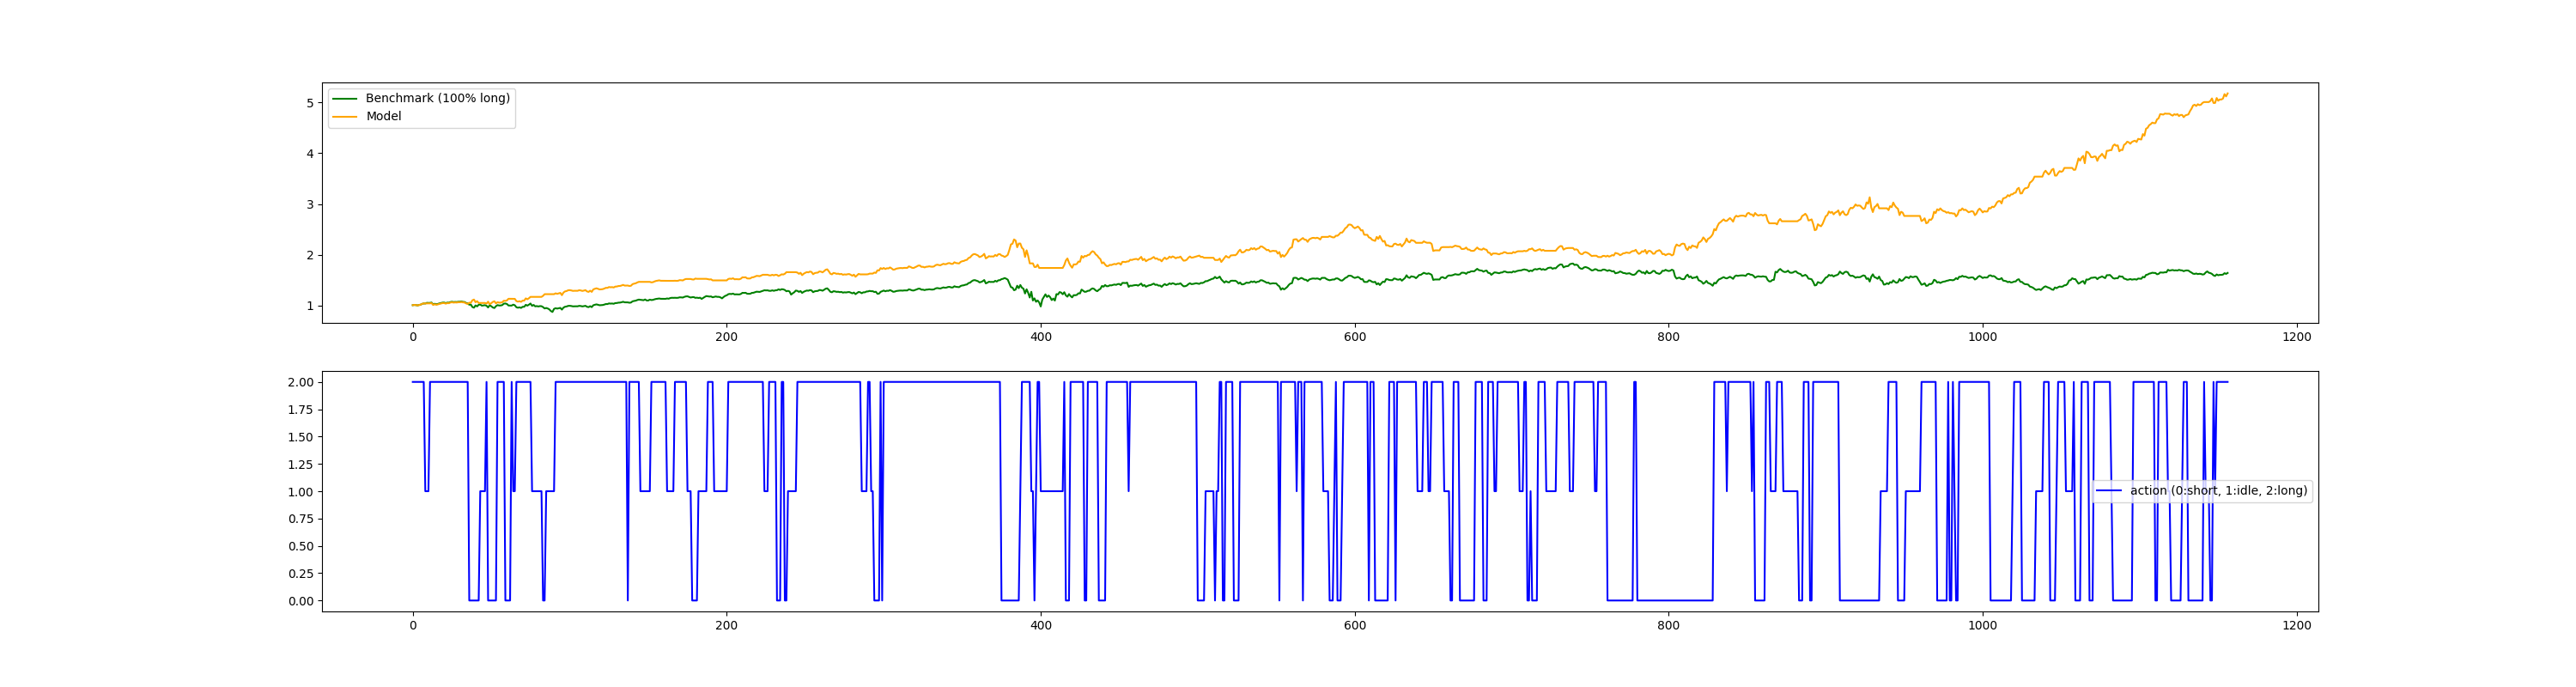 Benchmark (100% long)
Model
5
4
3
2
1
0 200 400 600 800 1000 1200
2.00
1.75
1.50
1.25
1.00
0.75
0.50
0.25
0.00
action (0:short, 1:idle, 2:long)
0 200 400 600 800 1000 1200